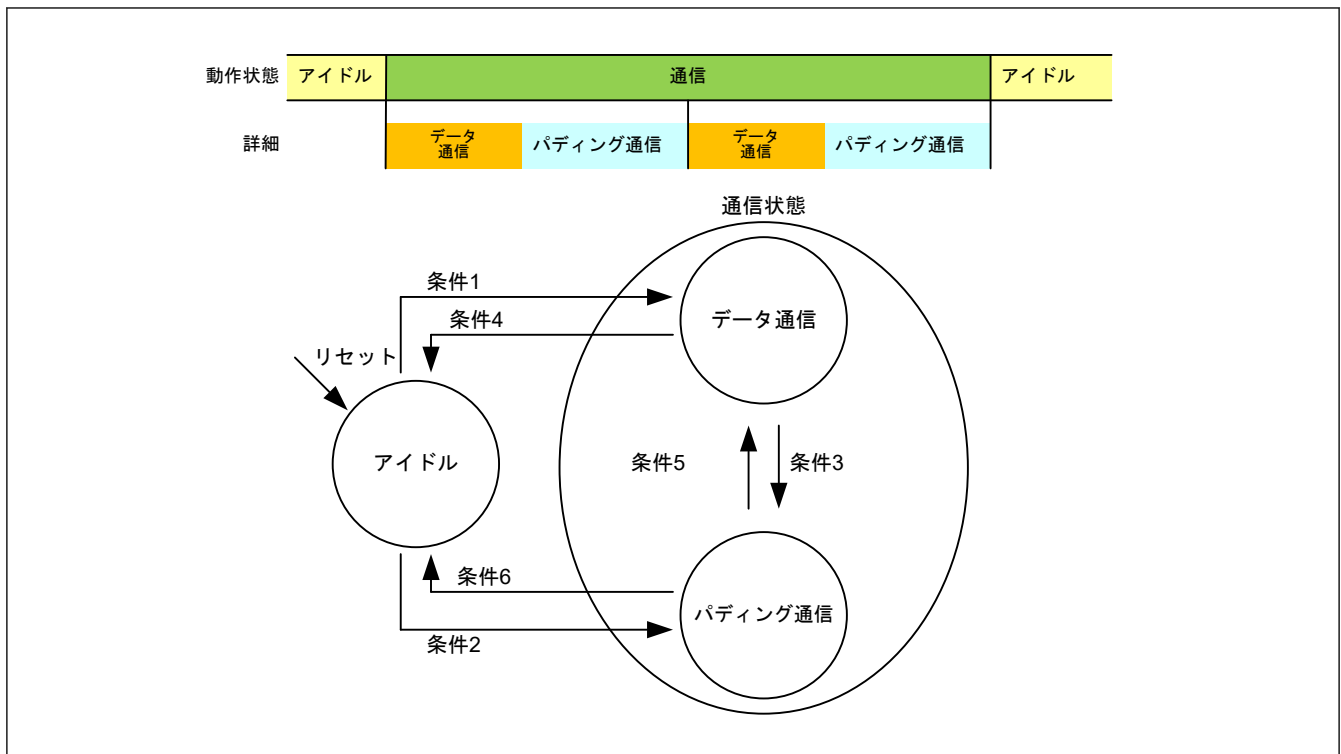 動作状態 アイドル 通信 アイドル
詳細 データ 通信 パディング通信 データ 通信 パディング通信
通信状態
条件1
データ通信
条件4
リセット
アイドル
条件5
条件3
条件6
パディング通信
条件2